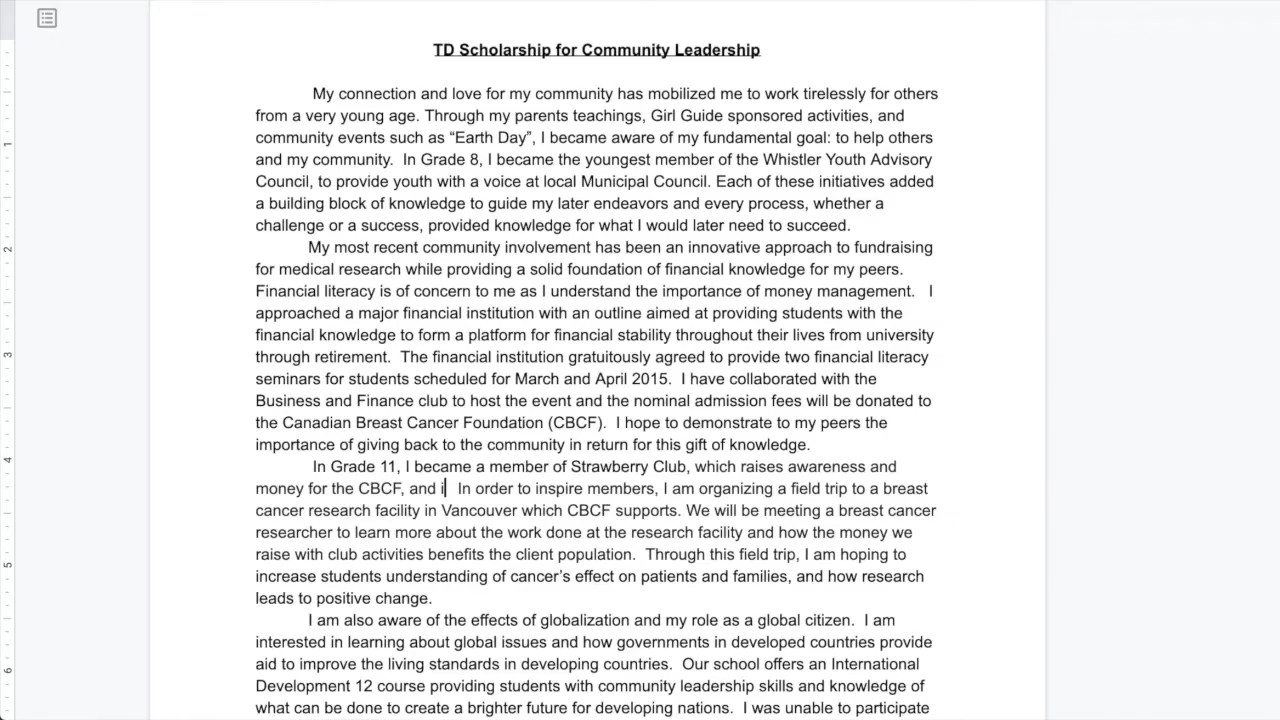 TD Scholarship for Community Leadership
My connection and love for my community has mobilized me to work tirelessly for others
from a very young age. Through my parents teachings, Girl Guide sponsored activities, and
community events such as “Earth Day”, I became aware of my fundamental goal: to help others
and my community.  In Grade 8, I became the youngest member of the Whistler Youth Advisory
Council, to provide youth with a voice at local Municipal Council. Each of these initiatives added
a building block of knowledge to guide my later endeavors and every process, whether a
challenge or a success, provided knowledge for what I would later need to succeed.
My most recent community involvement has been an innovative approach to fundraising
for medical research while providing a solid foundation of financial knowledge for my peers.
Financial literacy is of concern to me as I understand the importance of money management.   I
approached a major financial institution with an outline aimed at providing students with the
financial knowledge to form a platform for financial stability throughout their lives from university
through retirement.  The financial institution gratuitously agreed to provide two financial literacy
seminars for students scheduled for March and April 2015.  I have collaborated with the
Business and Finance club to host the event and the nominal admission fees will be donated to
the Canadian Breast Cancer Foundation (CBCF).  I hope to demonstrate to my peers the
importance of giving back to the community in return for this gift of knowledge.
In Grade 11, I became a member of Strawberry Club, which raises awareness and
money for the CBCF, and i  In order to inspire members, I am organizing a field trip to a breast
cancer research facility in Vancouver which CBCF supports. We will be meeting a breast cancer
researcher to learn more about the work done at the research facility and how the money we
raise with club activities benefits the client population.  Through this field trip, I am hoping to
increase students understanding of cancer’s effect on patients and families, and how research
leads to positive change.
I am also aware of the effects of globalization and my role as a global citizen.  I am
interested in learning about global issues and how governments in developed countries provide
aid to improve the living standards in developing countries.  Our school offers an International
Development 12 course providing students with community leadership skills and knowledge of
what can be done to create a brighter future for developing nations.  I was unable to participate
1
2
3
4
5
6